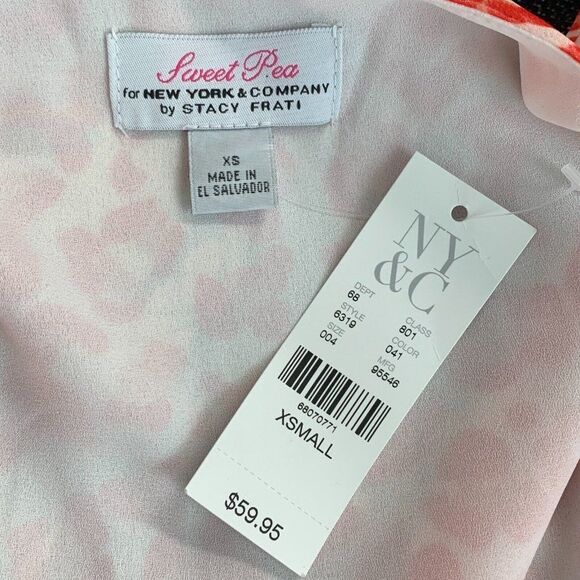 Sweet Pea
for NEW YORK & COMPANY
by STACY FRATI
XS
MADE IN
EL SALVADOR
NY
&C
DEPT CLASS
68 801
STYLE COLOR
6319 041
SIZE MFG
004 95546
68070771
XSMALL
$59.95